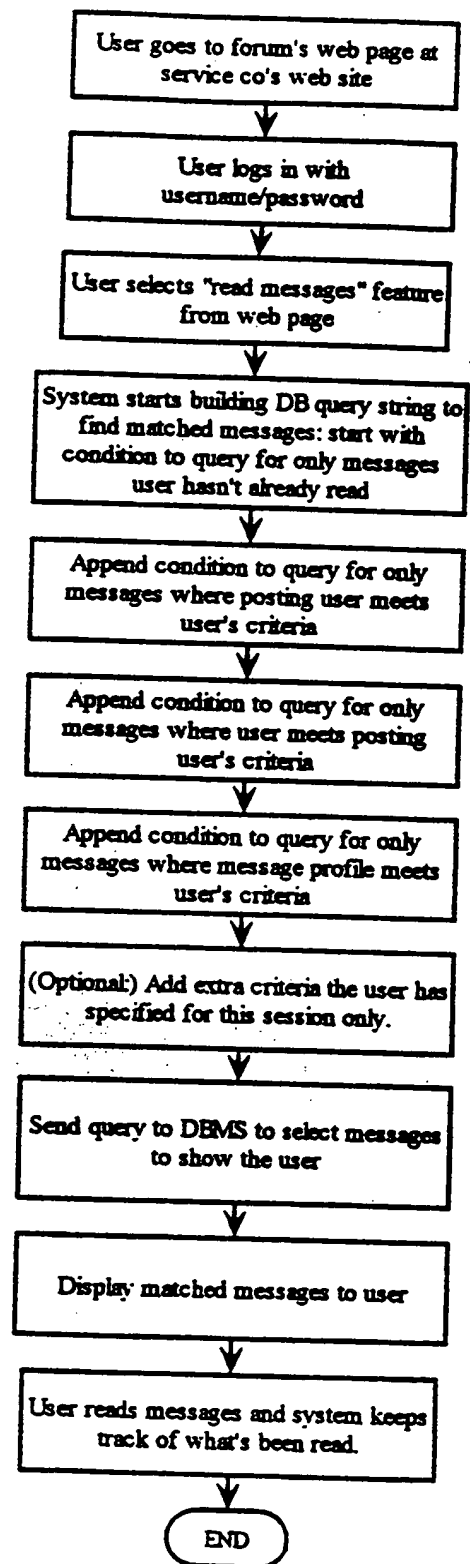 User goes to forum's web page at
service co's web site
User logs in with
username/password
User selects "read messages" feature
from web page
System starts building DB query string to
find matched messages: start with
condition to query for only messages
user hasn't already read
Append condition to query for only
messages where posting user meets
user's criteria
Append condition to query for only
messages where user meets posting
user's criteria
Append condition to query for only
messages where message profile meets
user's criteria
(Optional:) Add extra criteria the user has
specified for this session only.
Send query to DBMS to select messages
to show the user
Display matched messages to user
User reads messages and system keeps
track of what's been read.
END